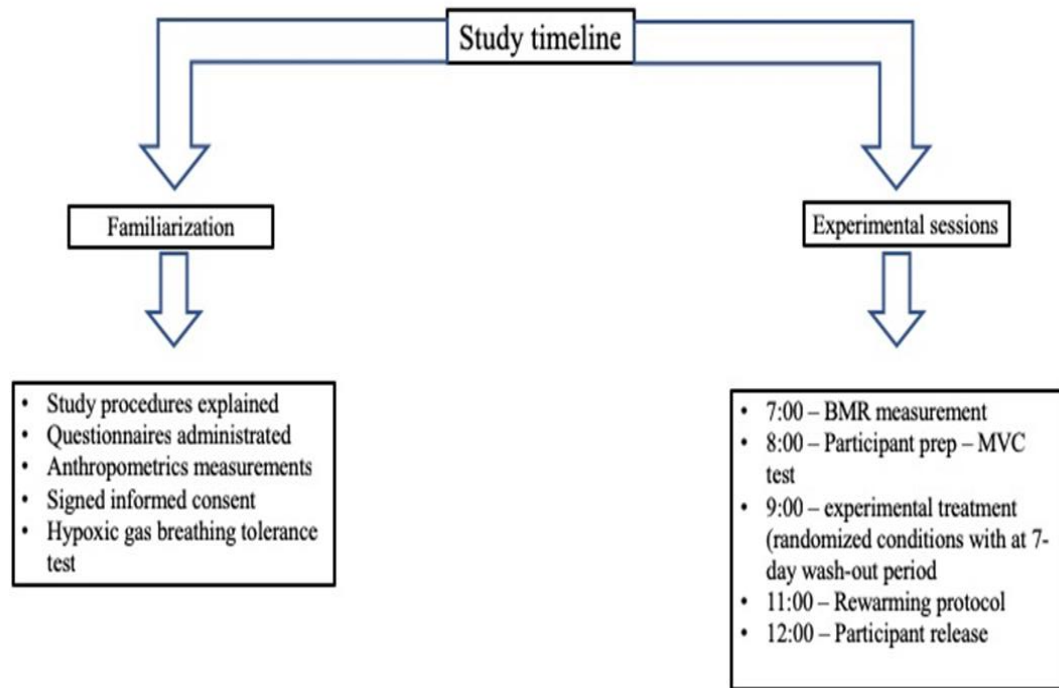 Study timeline
Familiarization
Experimental sessions
• Study procedures explained
• Questionnaires administrated
• Anthropometrics measurements
• Signed informed consent
• Hypoxic gas breathing tolerance
test
• 7:00 – BMR measurement
• 8:00 – Participant prep – MVC
test
• 9:00 – experimental treatment
(randomized conditions with at 7-
day wash-out period
• 11:00 – Rewarming protocol
• 12:00 – Participant release